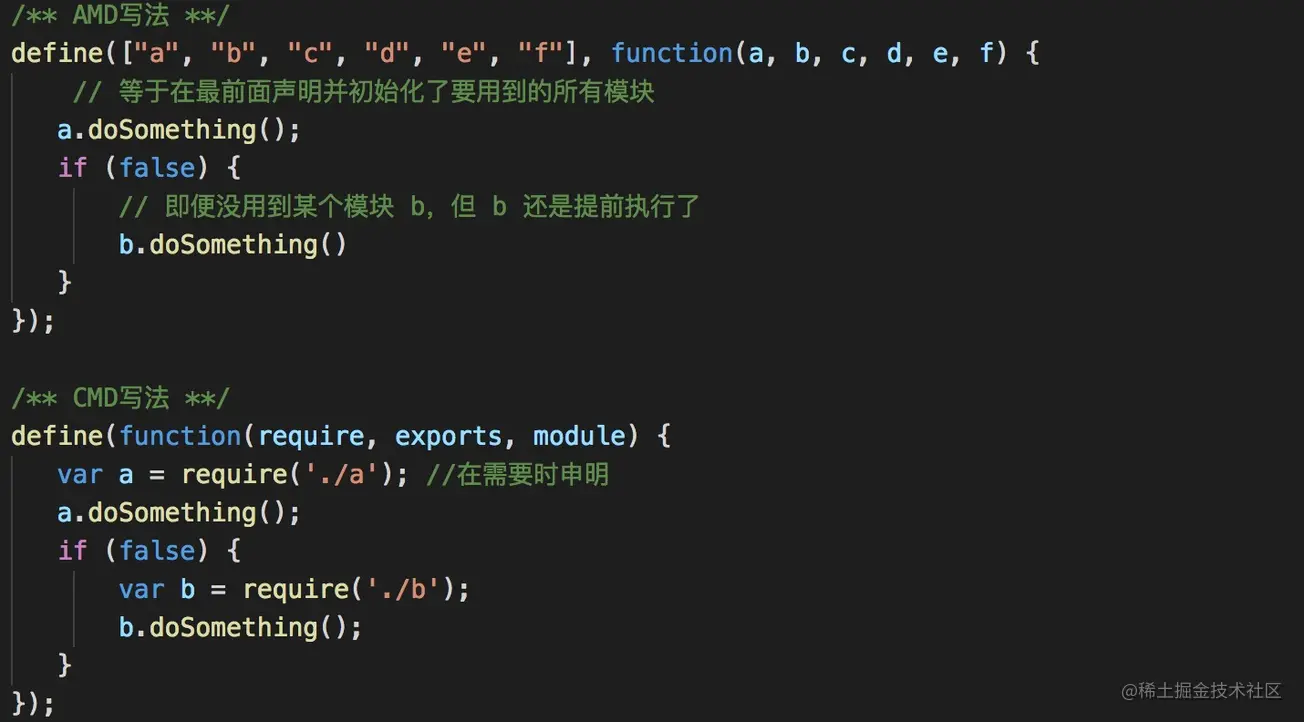 /** AMD写法 **/
define(["a", "b", "c", "d", "e", "f"], function(a, b, c, d, e, f) {
    // 等于在最前面声明并初始化了要用到的所有模块
   a.doSomething();
   if (false) {
       // 即便没用到某个模块 b，但 b 还是提前执行了
       b.doSomething()
   }
});
/** CMD写法 **/
define(function(require, exports, module) {
   var a = require('./a'); //在需要时申明
   a.doSomething();
   if (false) {
       var b = require('./b');
       b.doSomething();
   }
});
@稀土掘金技术社区